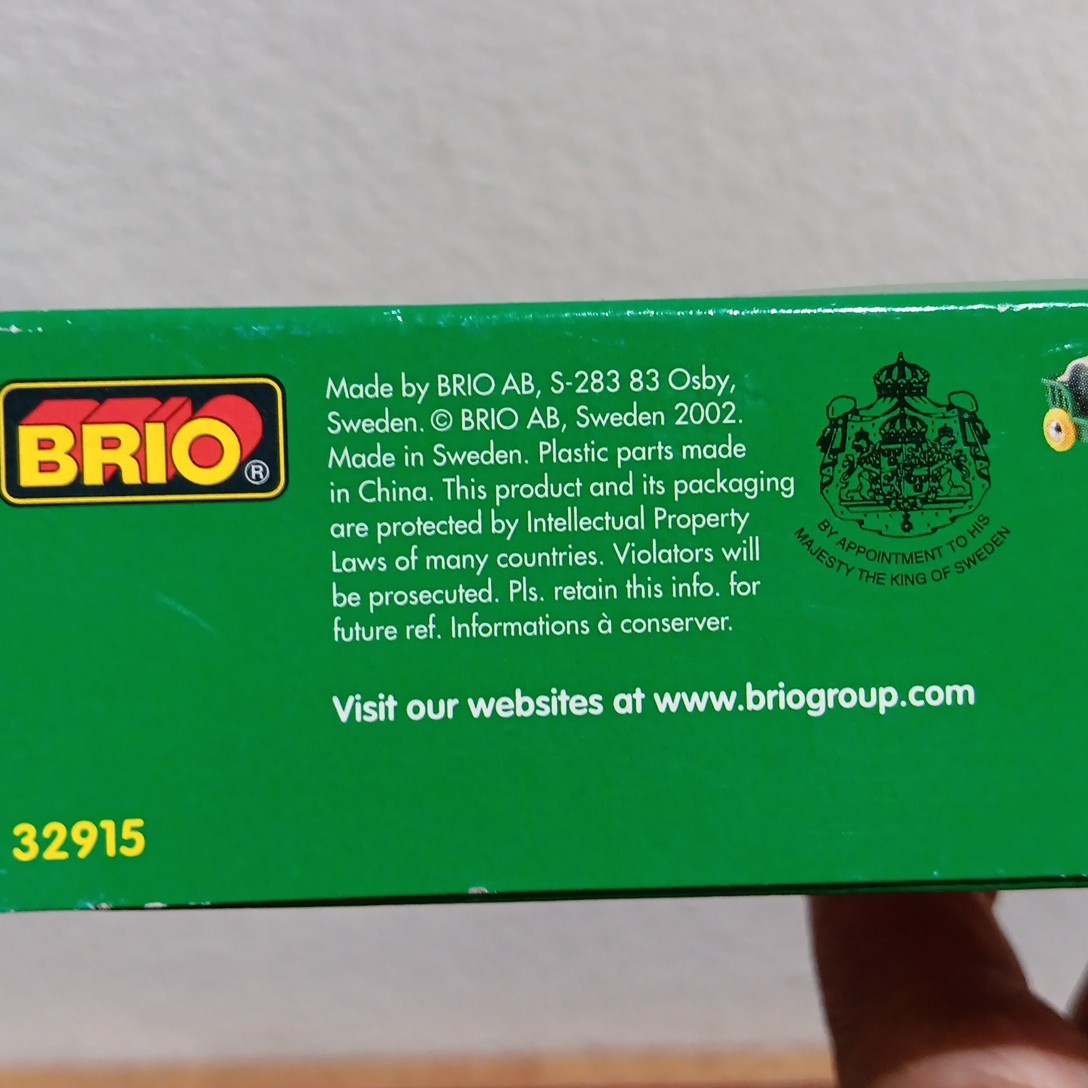 BRIO®
Made by BRIO AB, S-283 83 Osby,
Sweden. © BRIO AB, Sweden 2002.
Made in Sweden. Plastic parts made
in China. This product and its packaging
are protected by Intellectual Property
Laws of many countries. Violators will
be prosecuted. Pls. retain this info. for
future ref. Informations à conserver.
BY APPOINTMENT TO HIS
MAJESTY THE KING OF SWEDEN
Visit our websites at www.briogroup.com
32915